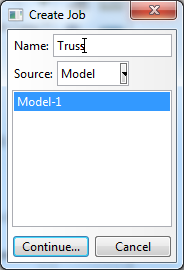 Create Job
Name: Truss
Source: Model
Model-1
Continue... Cancel